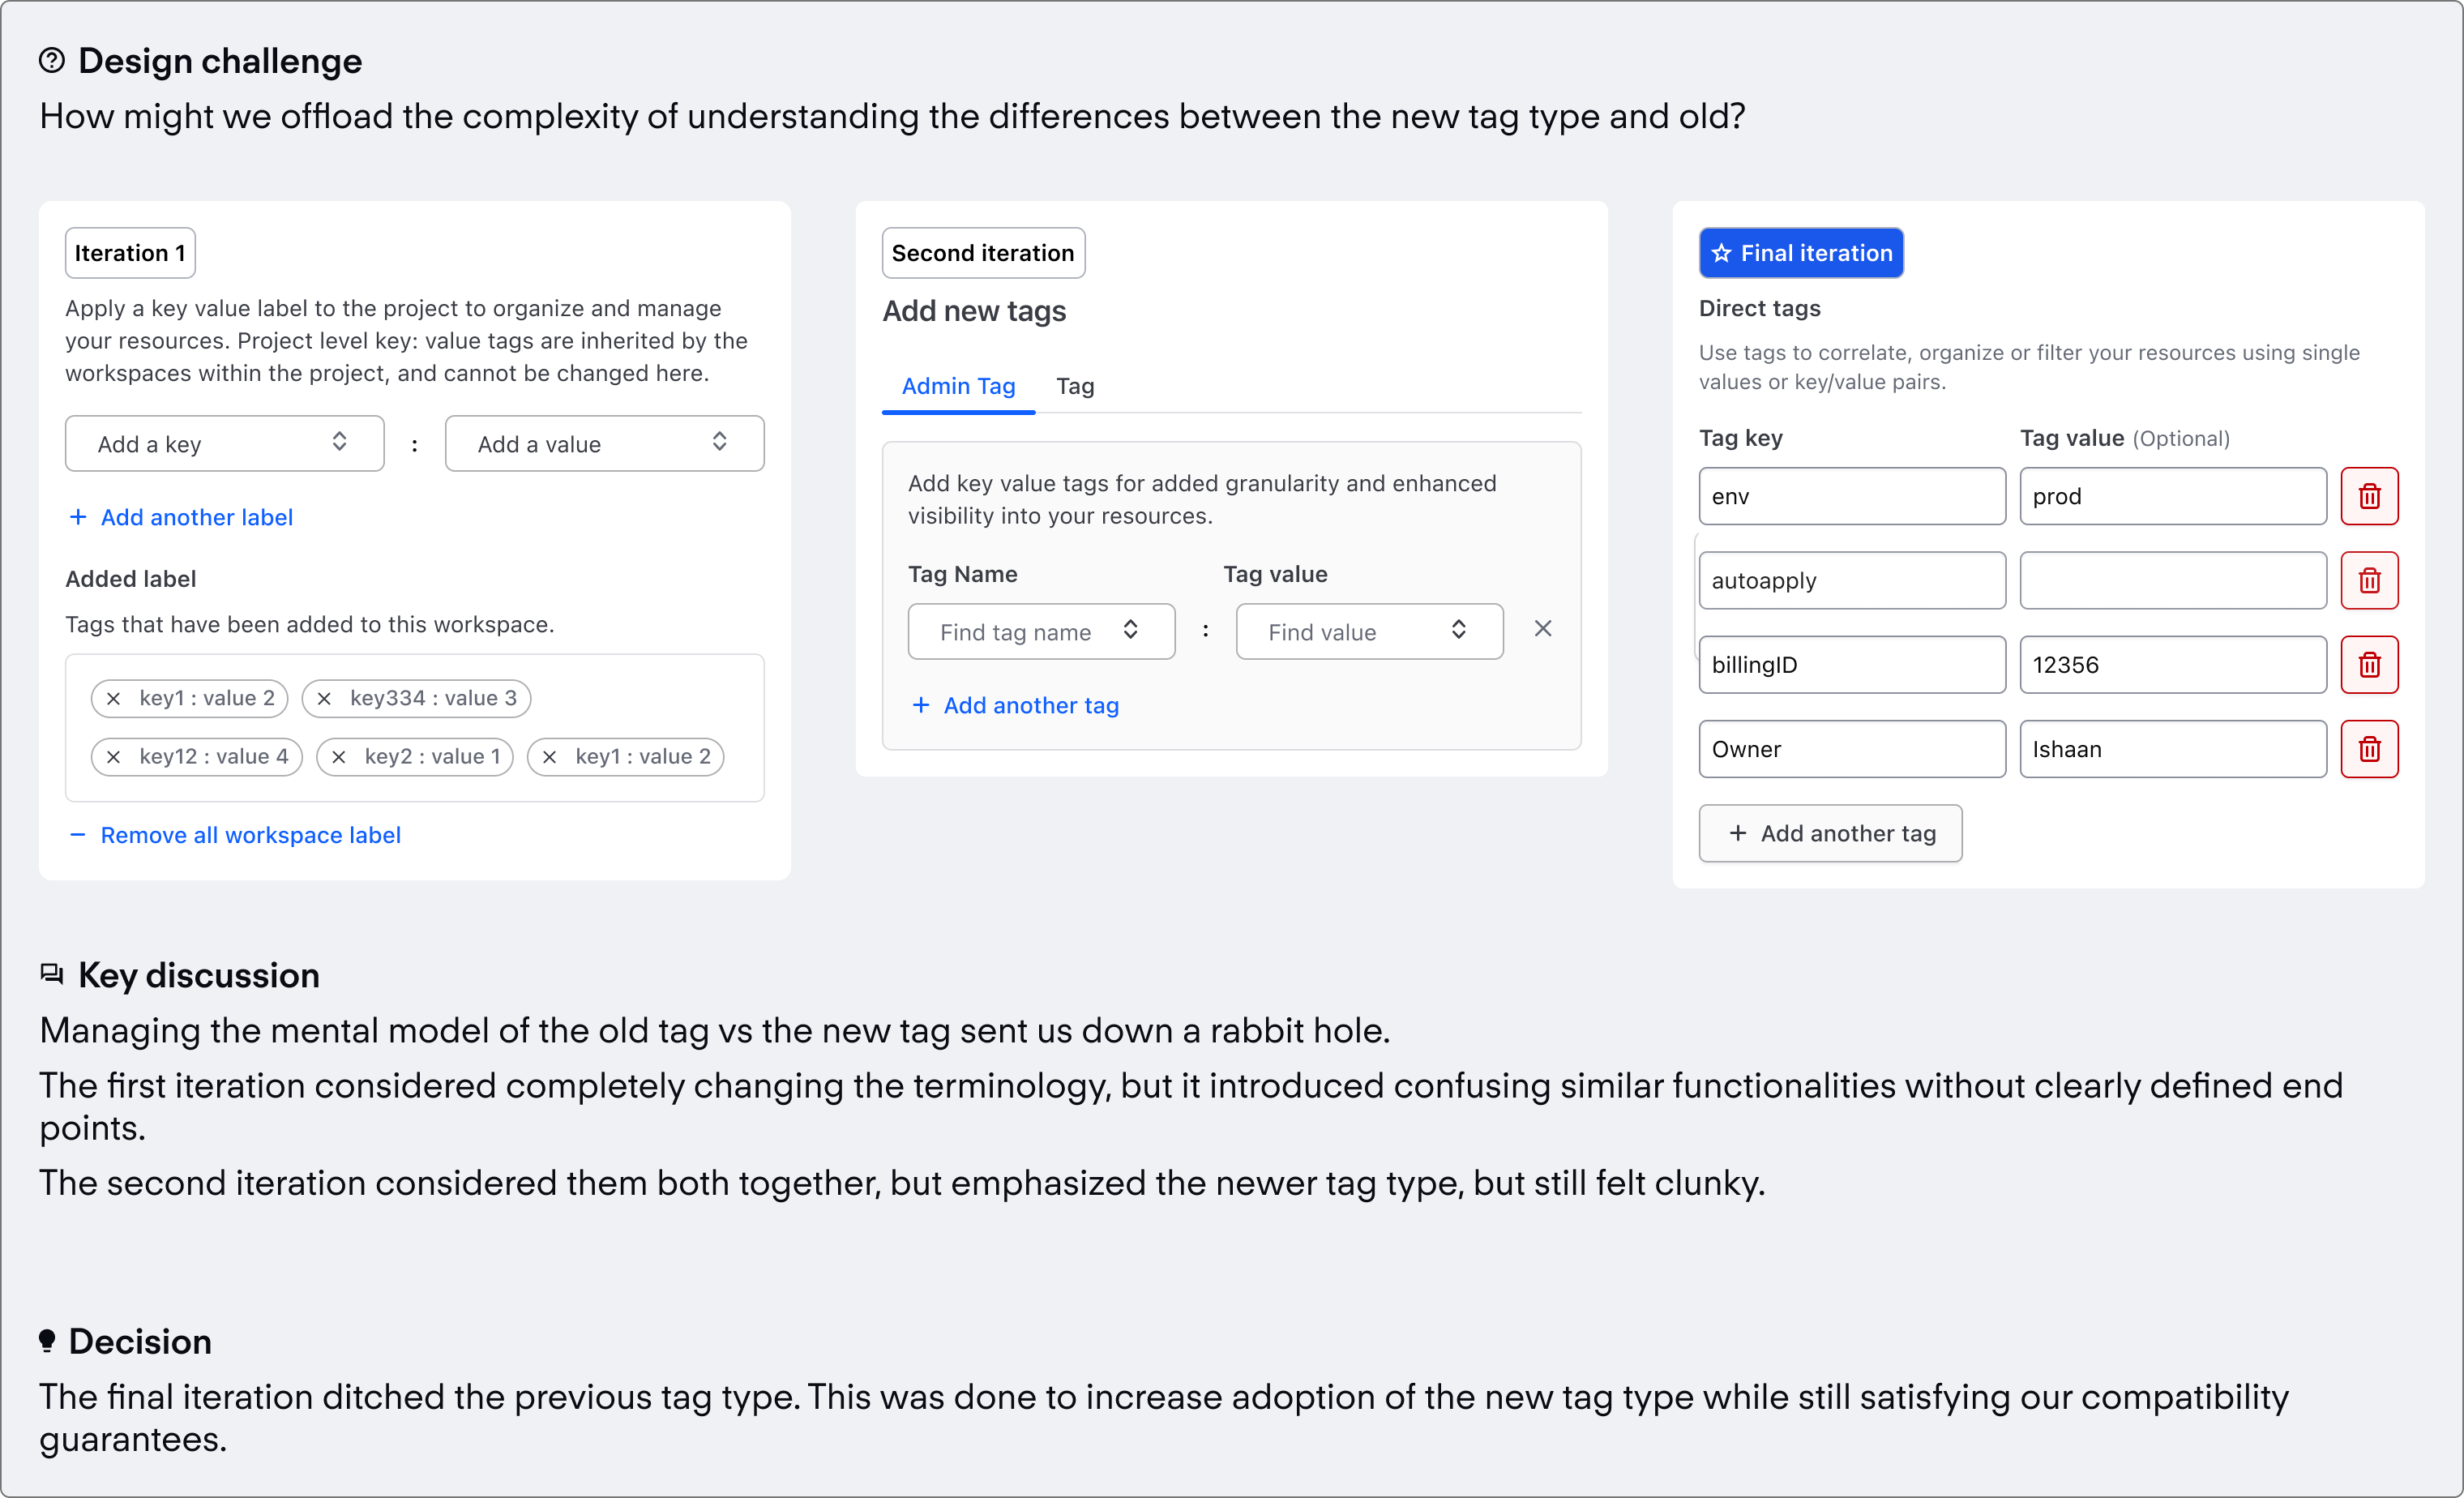 Design challenge
How might we offload the complexity of understanding the differences between the new tag type and old?
Iteration 1
Apply a key value label to the project to organize and manage
your resources. Project level key: value tags are inherited by the
workspaces within the project, and cannot be changed here.
Add a key : Add a value
+ Add another label
Added label
Tags that have been added to this workspace.
× key1 : value 2 × key334 : value 3
× key12 : value 4 × key2 : value 1 × key1 : value 2
− Remove all workspace label
Second iteration
Add new tags
Admin Tag Tag
Add key value tags for added granularity and enhanced
visibility into your resources.
Tag Name Tag value
Find tag name : Find value ×
+ Add another tag
Final iteration
Direct tags
Use tags to correlate, organize or filter your resources using single
values or key/value pairs.
Tag key Tag value (Optional)
env prod
autoapply
billingID 12356
Owner Ishaan
+ Add another tag
Key discussion
Managing the mental model of the old tag vs the new tag sent us down a rabbit hole.
The first iteration considered completely changing the terminology, but it introduced confusing similar functionalities without clearly defined end
points.
The second iteration considered them both together, but emphasized the newer tag type, but still felt clunky.
Decision
The final iteration ditched the previous tag type. This was done to increase adoption of the new tag type while still satisfying our compatibility
guarantees.